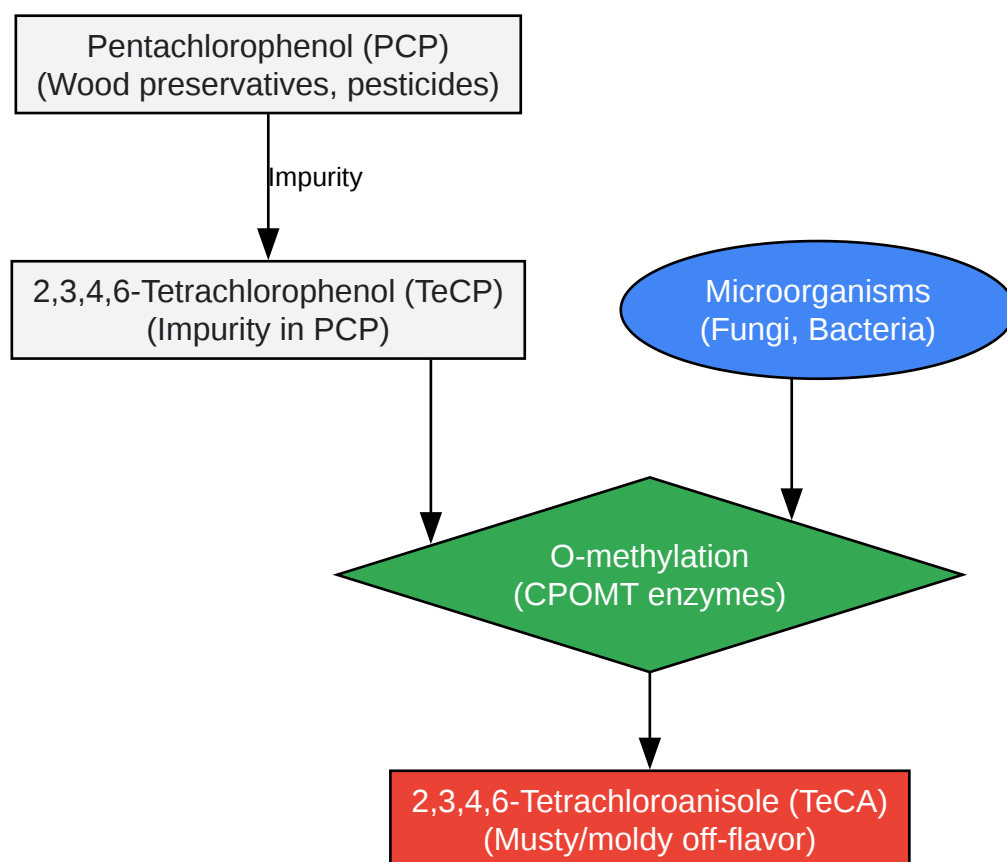 Pentachlorophenol (PCP)
(Wood preservatives, pesticides)
Impurity
2,3,4,6-Tetrachlorophenol (TeCP)
(Impurity in PCP)
Microorganisms
(Fungi, Bacteria)
O-methylation
(CPOMT enzymes)
2,3,4,6-Tetrachloroanisole (TeCA)
(Musty/moldy off-flavor)